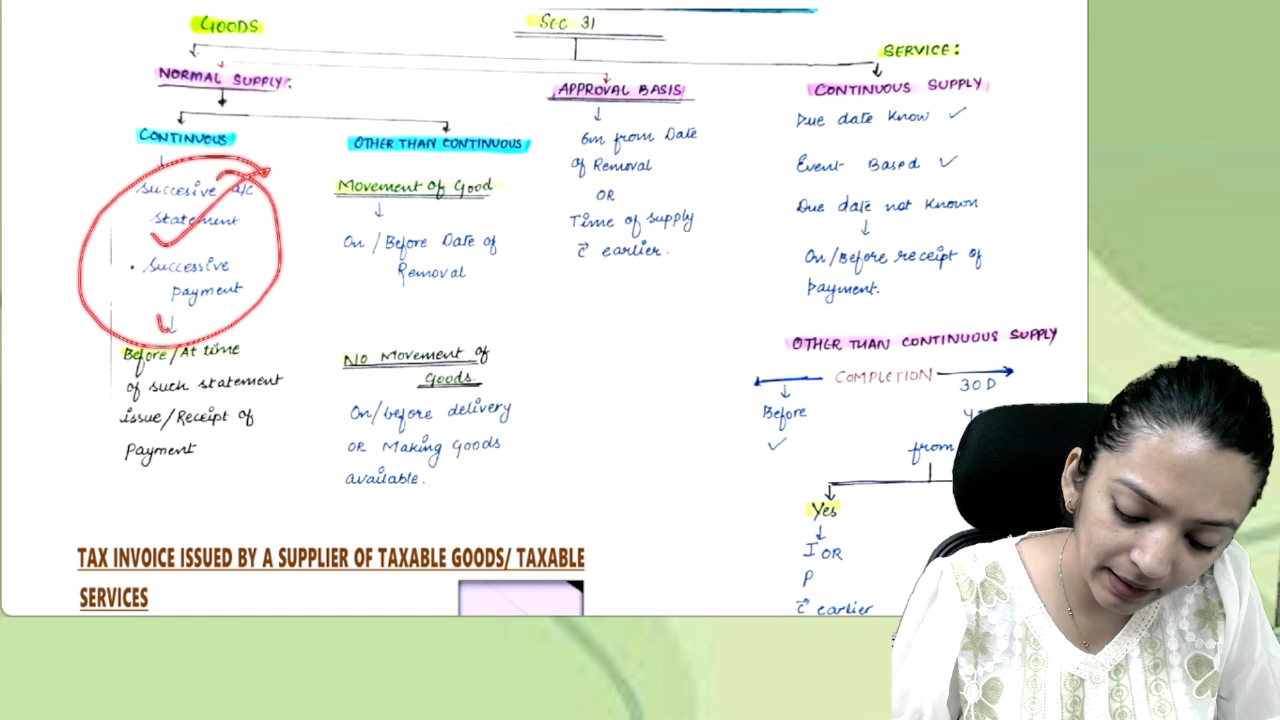 GOODS
Sec 31
SERVICE:
NORMAL SUPPLY:
APPROVAL BASIS
CONTINUOUS SUPPLY
CONTINUOUS
OTHER THAN CONTINUOUS
Succesive a/c
statement
• Successive
payment
Before/At time
of such statement
issue/Receipt of
Payment
Movement of Good
On/Before Date of
Removal
No Movement of
Goods
On/before delivery
OR Making Goods
available.
6m from Date
of Removal
OR
Time of supply
c̄ earlier.
Due date Know ✓
Event Based ✓
Due date not Known
On/Before receipt of
payment.
OTHER THAN CONTINUOUS SUPPLY
COMPLETION
30D
Before
✓
from
Yes
I OR
P
c̄ earlier
TAX INVOICE ISSUED BY A SUPPLIER OF TAXABLE GOODS/ TAXABLE
SERVICES